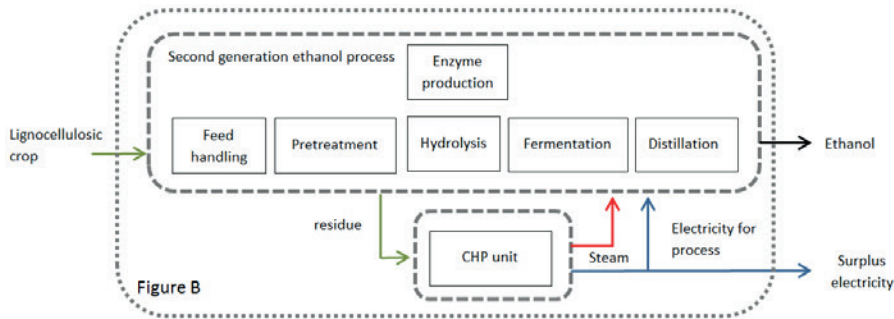 Second generation ethanol process
Enzyme
production
Lignocellulosic
crop
Feed
handling
Pretreatment
Hydrolysis
Fermentation
Distillation
Ethanol
residue
CHP unit
Steam
Electricity for
process
Surplus
electricity
Figure B